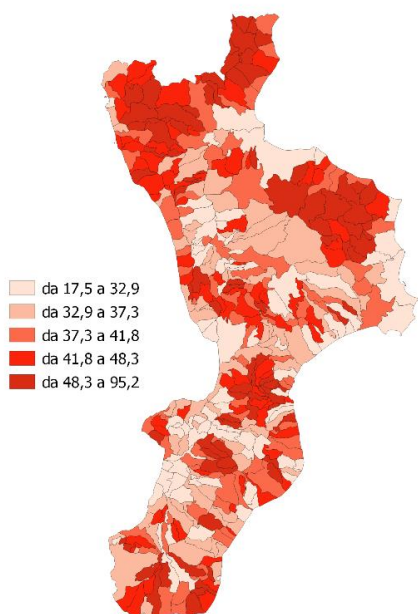 da 17,5 a 32,9
da 32,9 a 37,3
da 37,3 a 41,8
da 41,8 a 48,3
da 48,3 a 95,2